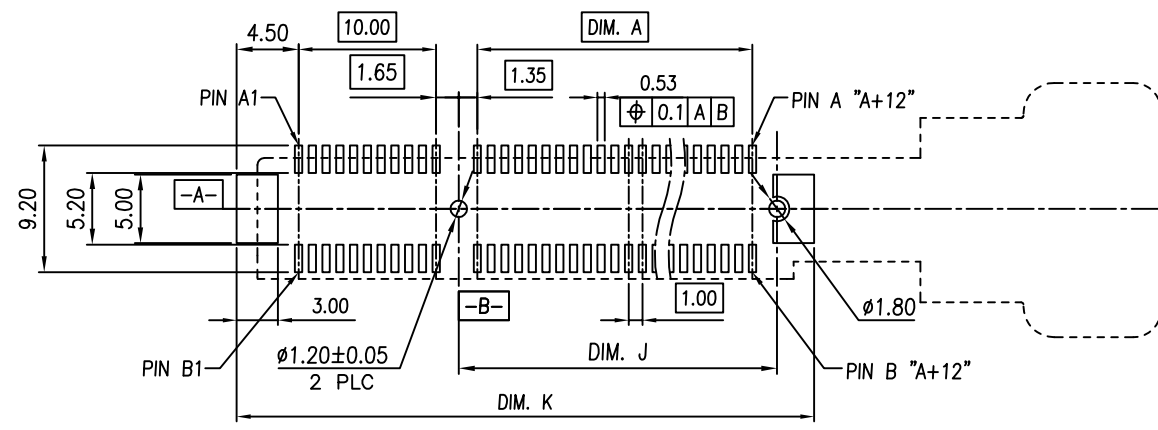 4.50
10.00
DIM. A
1.65
1.35
0.53
PIN A1
⌖ 0.1 A B
PIN A "A+12"
9.20
5.20
5.00
-A-
3.00
-B-
1.00
ø1.80
PIN B1
ø1.20±0.05
2 PLC
DIM. J
PIN B "A+12"
DIM. K